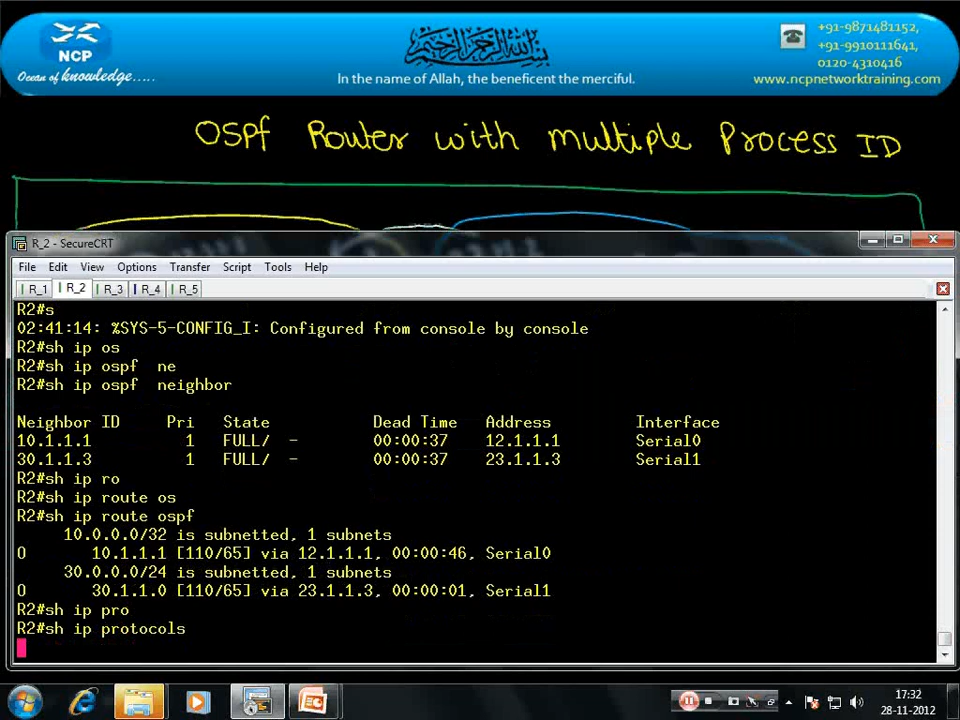 NCP
Ocean of knowledge.....
بسم الله الرحمن الرحيم
In the name of Allah, the beneficent the merciful.
+91-9871481152,
+91-9910111641,
0120-4310416
www.ncpnetworktraining.com
OSPf Router with multiple Process ID
R_2 - SecureCRT
File Edit View Options Transfer Script Tools Help
R_1 R_2 R_3 R_4 R_5
R2#s
02:41:14: %SYS-5-CONFIG_I: Configured from console by console
R2#sh ip os
R2#sh ip ospf  ne
R2#sh ip ospf  neighbor
Neighbor ID     Pri   State           Dead Time   Address         Interface
10.1.1.1          1   FULL/  -        00:00:37    12.1.1.1        Serial0
30.1.1.3          1   FULL/  -        00:00:37    23.1.1.3        Serial1
R2#sh ip ro
R2#sh ip route os
R2#sh ip route ospf
     10.0.0.0/32 is subnetted, 1 subnets
O       10.1.1.1 [110/65] via 12.1.1.1, 00:00:46, Serial0
     30.0.0.0/24 is subnetted, 1 subnets
O       30.1.1.0 [110/65] via 23.1.1.3, 00:00:01, Serial1
R2#sh ip pro
R2#sh ip protocols
17:32
28-11-2012